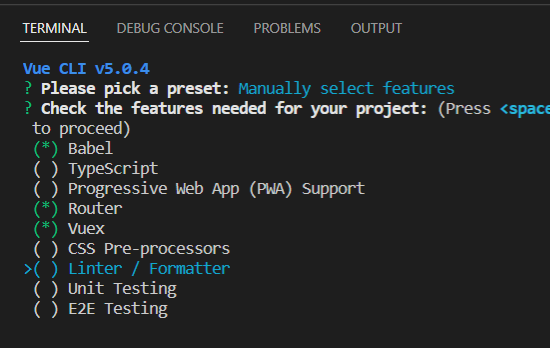 TERMINAL DEBUG CONSOLE PROBLEMS OUTPUT
Vue CLI v5.0.4
? Please pick a preset: Manually select features
? Check the features needed for your project: (Press <space
to proceed)
(*) Babel
( ) TypeScript
( ) Progressive Web App (PWA) Support
(*) Router
(*) Vuex
( ) CSS Pre-processors
>( ) Linter / Formatter
( ) Unit Testing
( ) E2E Testing